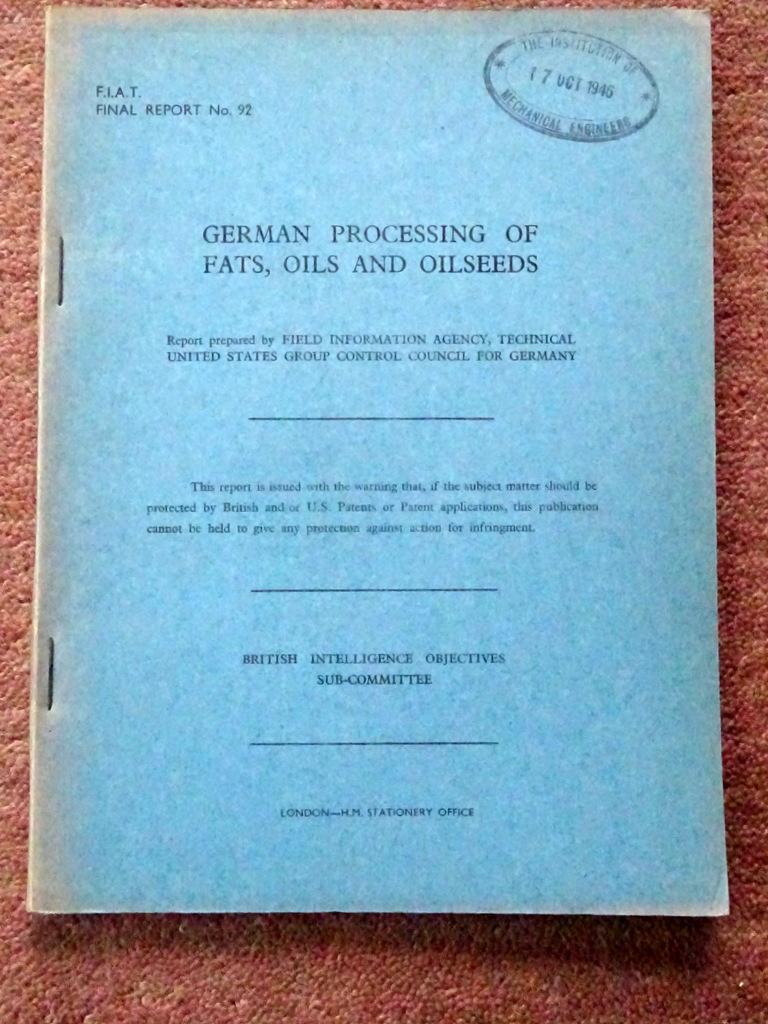 F.I.A.T.
FINAL REPORT No. 92
THE INSTITUTION OF
17 OCT 1946
MECHANICAL ENGINEERS
GERMAN PROCESSING OF
FATS, OILS AND OILSEEDS
Report prepared by FIELD INFORMATION AGENCY, TECHNICAL
UNITED STATES GROUP CONTROL COUNCIL FOR GERMANY
This report is issued with the warning that, if the subject matter should be
protected by British and/or U.S. Patents or Patent applications, this publication
cannot be held to give any protection against action for infringment.
BRITISH INTELLIGENCE OBJECTIVES
SUB-COMMITTEE
LONDON—H.M. STATIONERY OFFICE